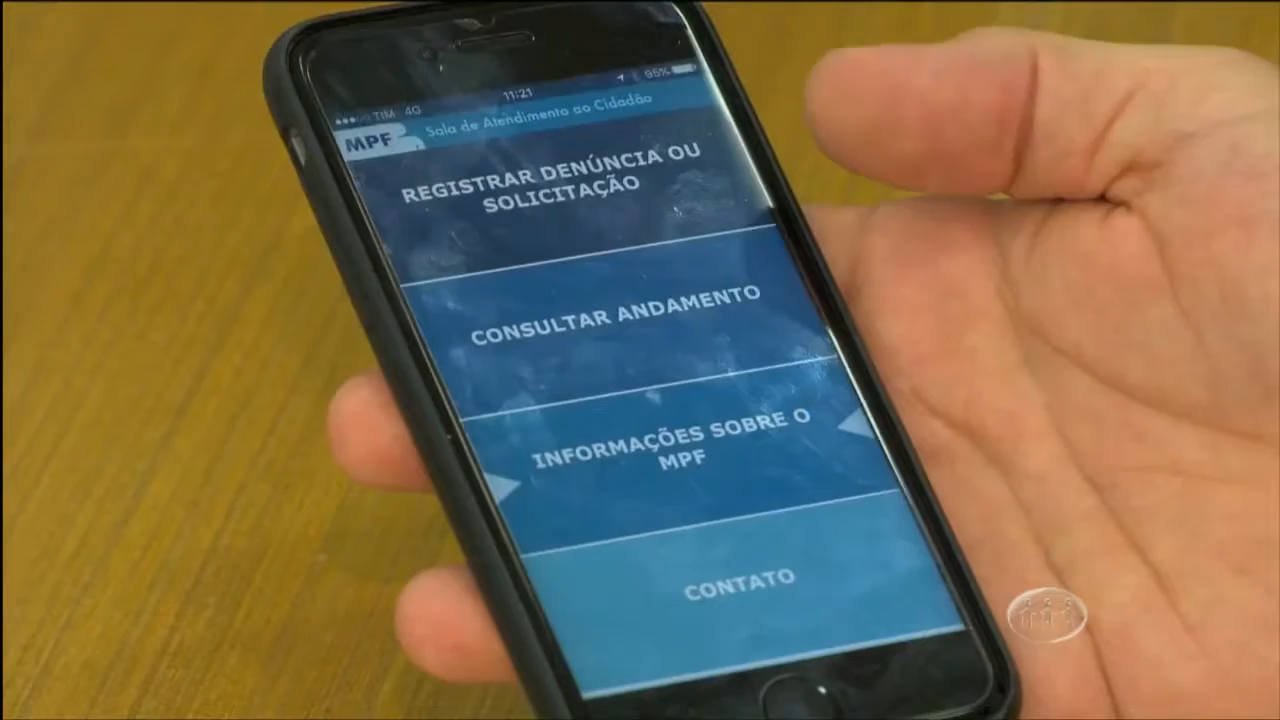 TIM 4G 11:21 95%
MPF Sala de Atendimento ao Cidadão
REGISTRAR DENÚNCIA OU
SOLICITAÇÃO
CONSULTAR ANDAMENTO
INFORMAÇÕES SOBRE O
MPF
CONTATO